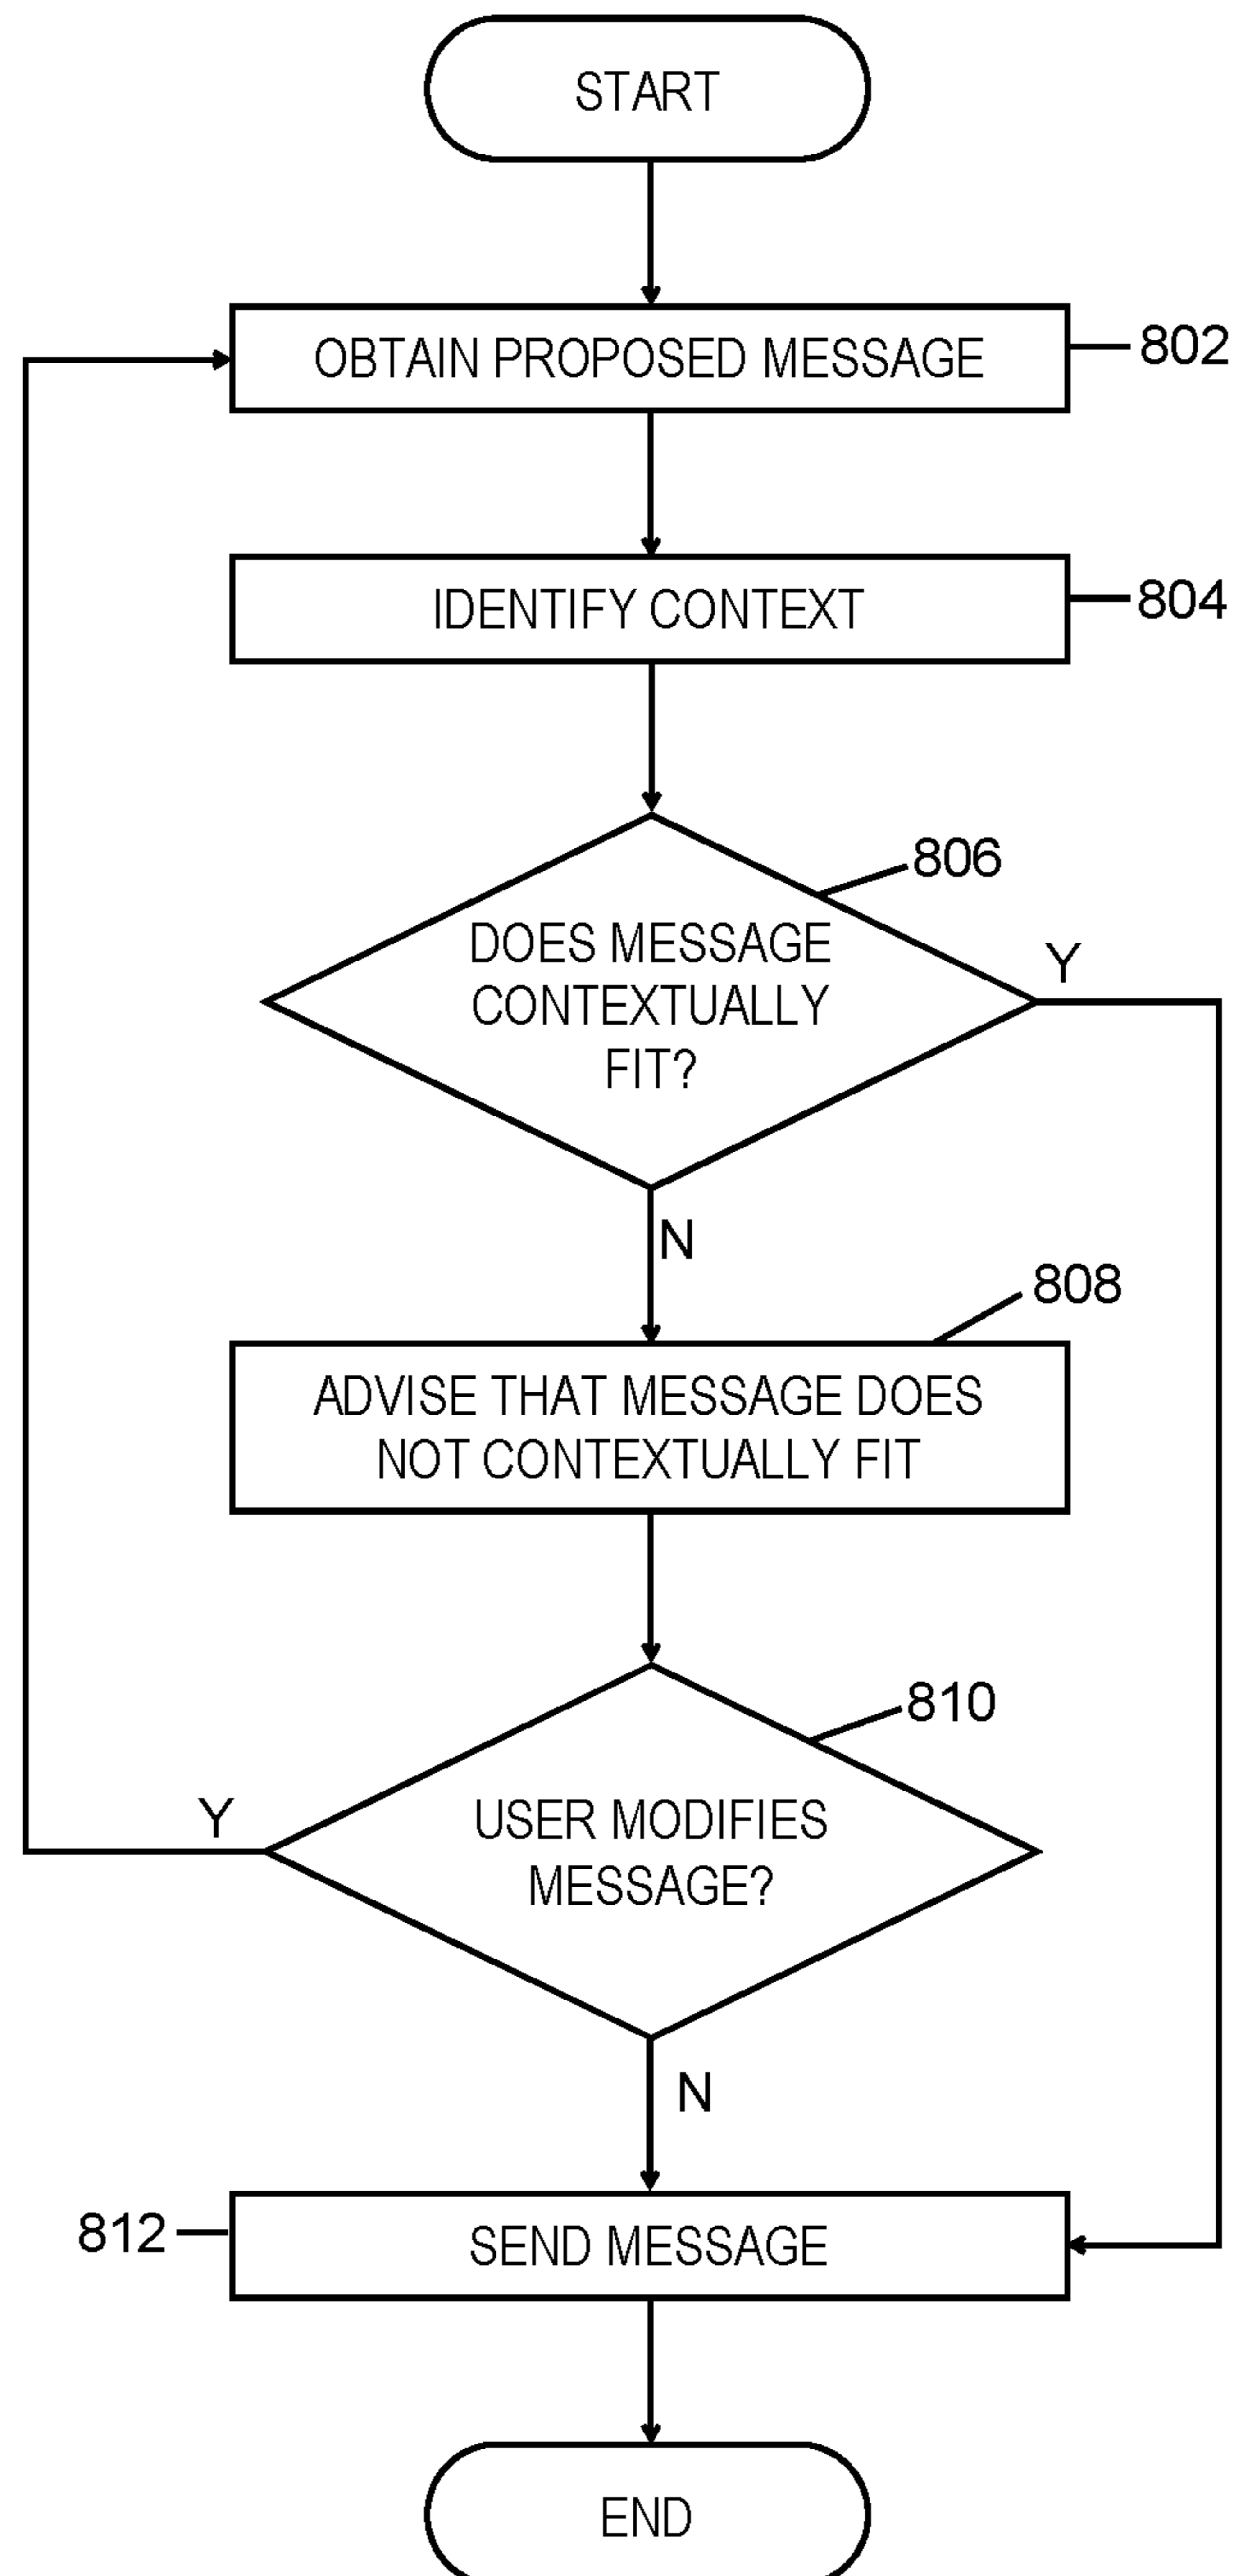 START
OBTAIN PROPOSED MESSAGE
802
IDENTIFY CONTEXT
804
806
DOES MESSAGE
CONTEXTUALLY
FIT?
Y
N
808
ADVISE THAT MESSAGE DOES
NOT CONTEXTUALLY FIT
810
USER MODIFIES
MESSAGE?
Y
N
812
SEND MESSAGE
END